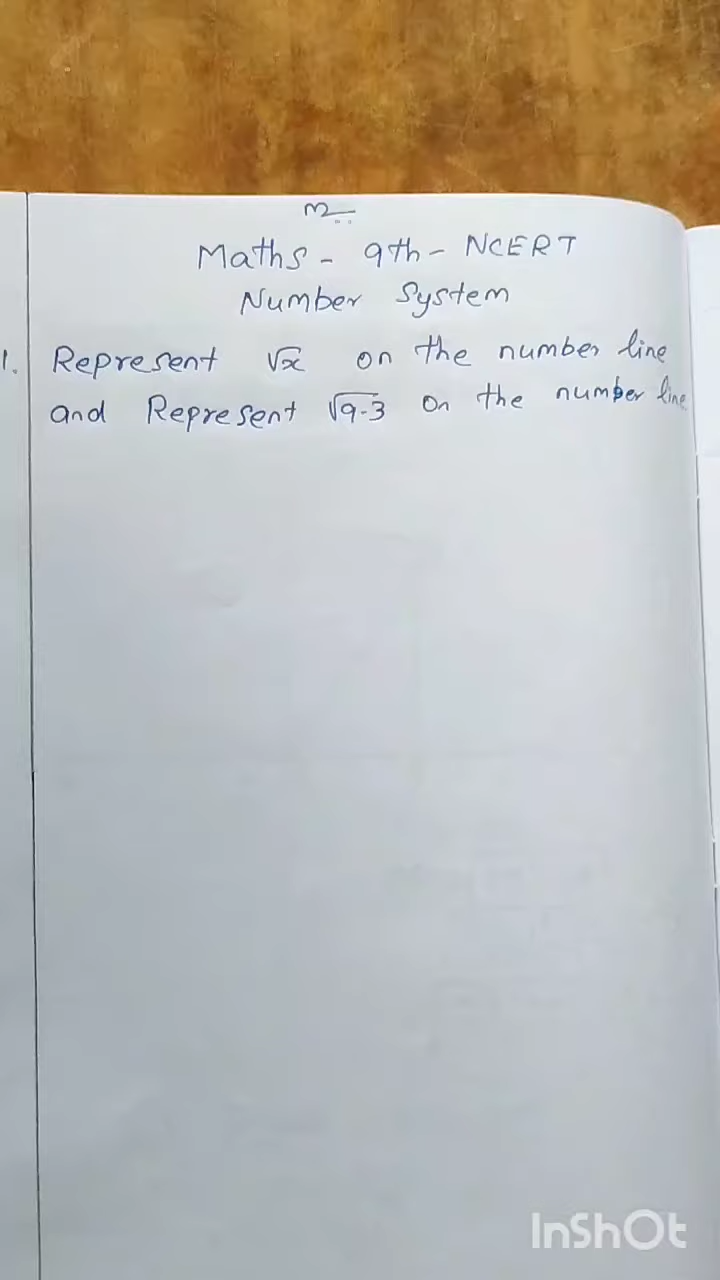 Maths - 9th - NCERT
Number System
1. Represent √x on the number line
and Represent √9.3 on the number line
InShOt